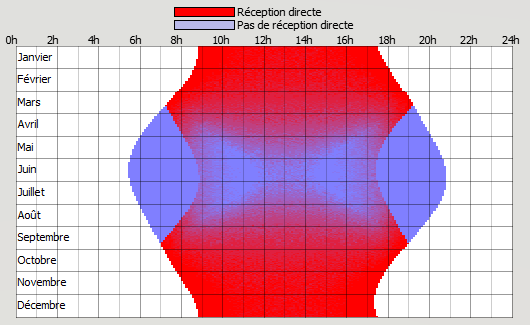 Réception directe
Pas de réception directe
0h 2h 4h 6h 8h 10h 12h 14h 16h 18h 20h 22h 24h
Janvier
Février
Mars
Avril
Mai
Juin
Juillet
Août
Septembre
Octobre
Novembre
Décembre